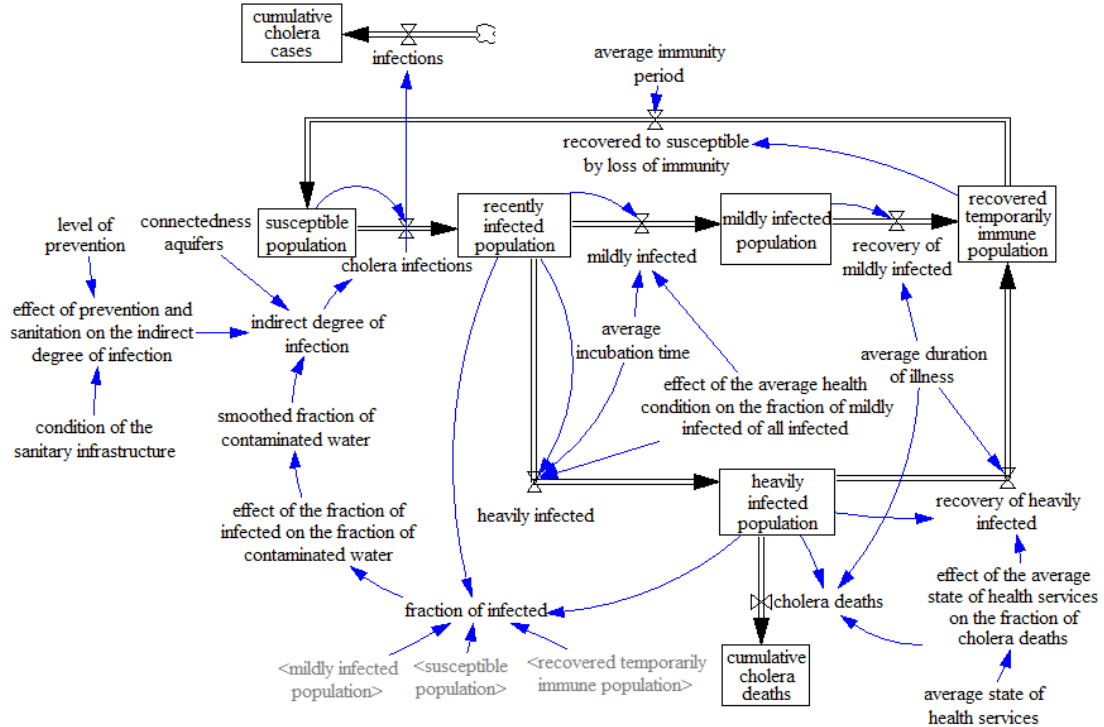 cumulative
cholera
cases
infections
average immunity
period
recovered to susceptible
by loss of immunity
level of
prevention
connectedness
aquifers
susceptible
population
recently
infected
population
mildly infected
population
recovered
temporarily
immune
population
cholera infections
mildly infected
recovery of
mildly infected
effect of prevention and
sanitation on the indirect
degree of infection
indirect degree of
infection
average
incubation time
average duration
of illness
condition of the
sanitary infrastructure
smoothed fraction of
contaminated water
effect of the average health
condition on the fraction of mildly
infected of all infected
effect of the fraction of
infected on the fraction of
contaminated water
heavily infected
heavily
infected
population
recovery of heavily
infected
fraction of infected
cholera deaths
effect of the average
state of health services
on the fraction of
cholera deaths
<mildly infected
population>
<susceptible
population>
<recovered temporarily
immune population>
cumulative
cholera
deaths
average state of
health services